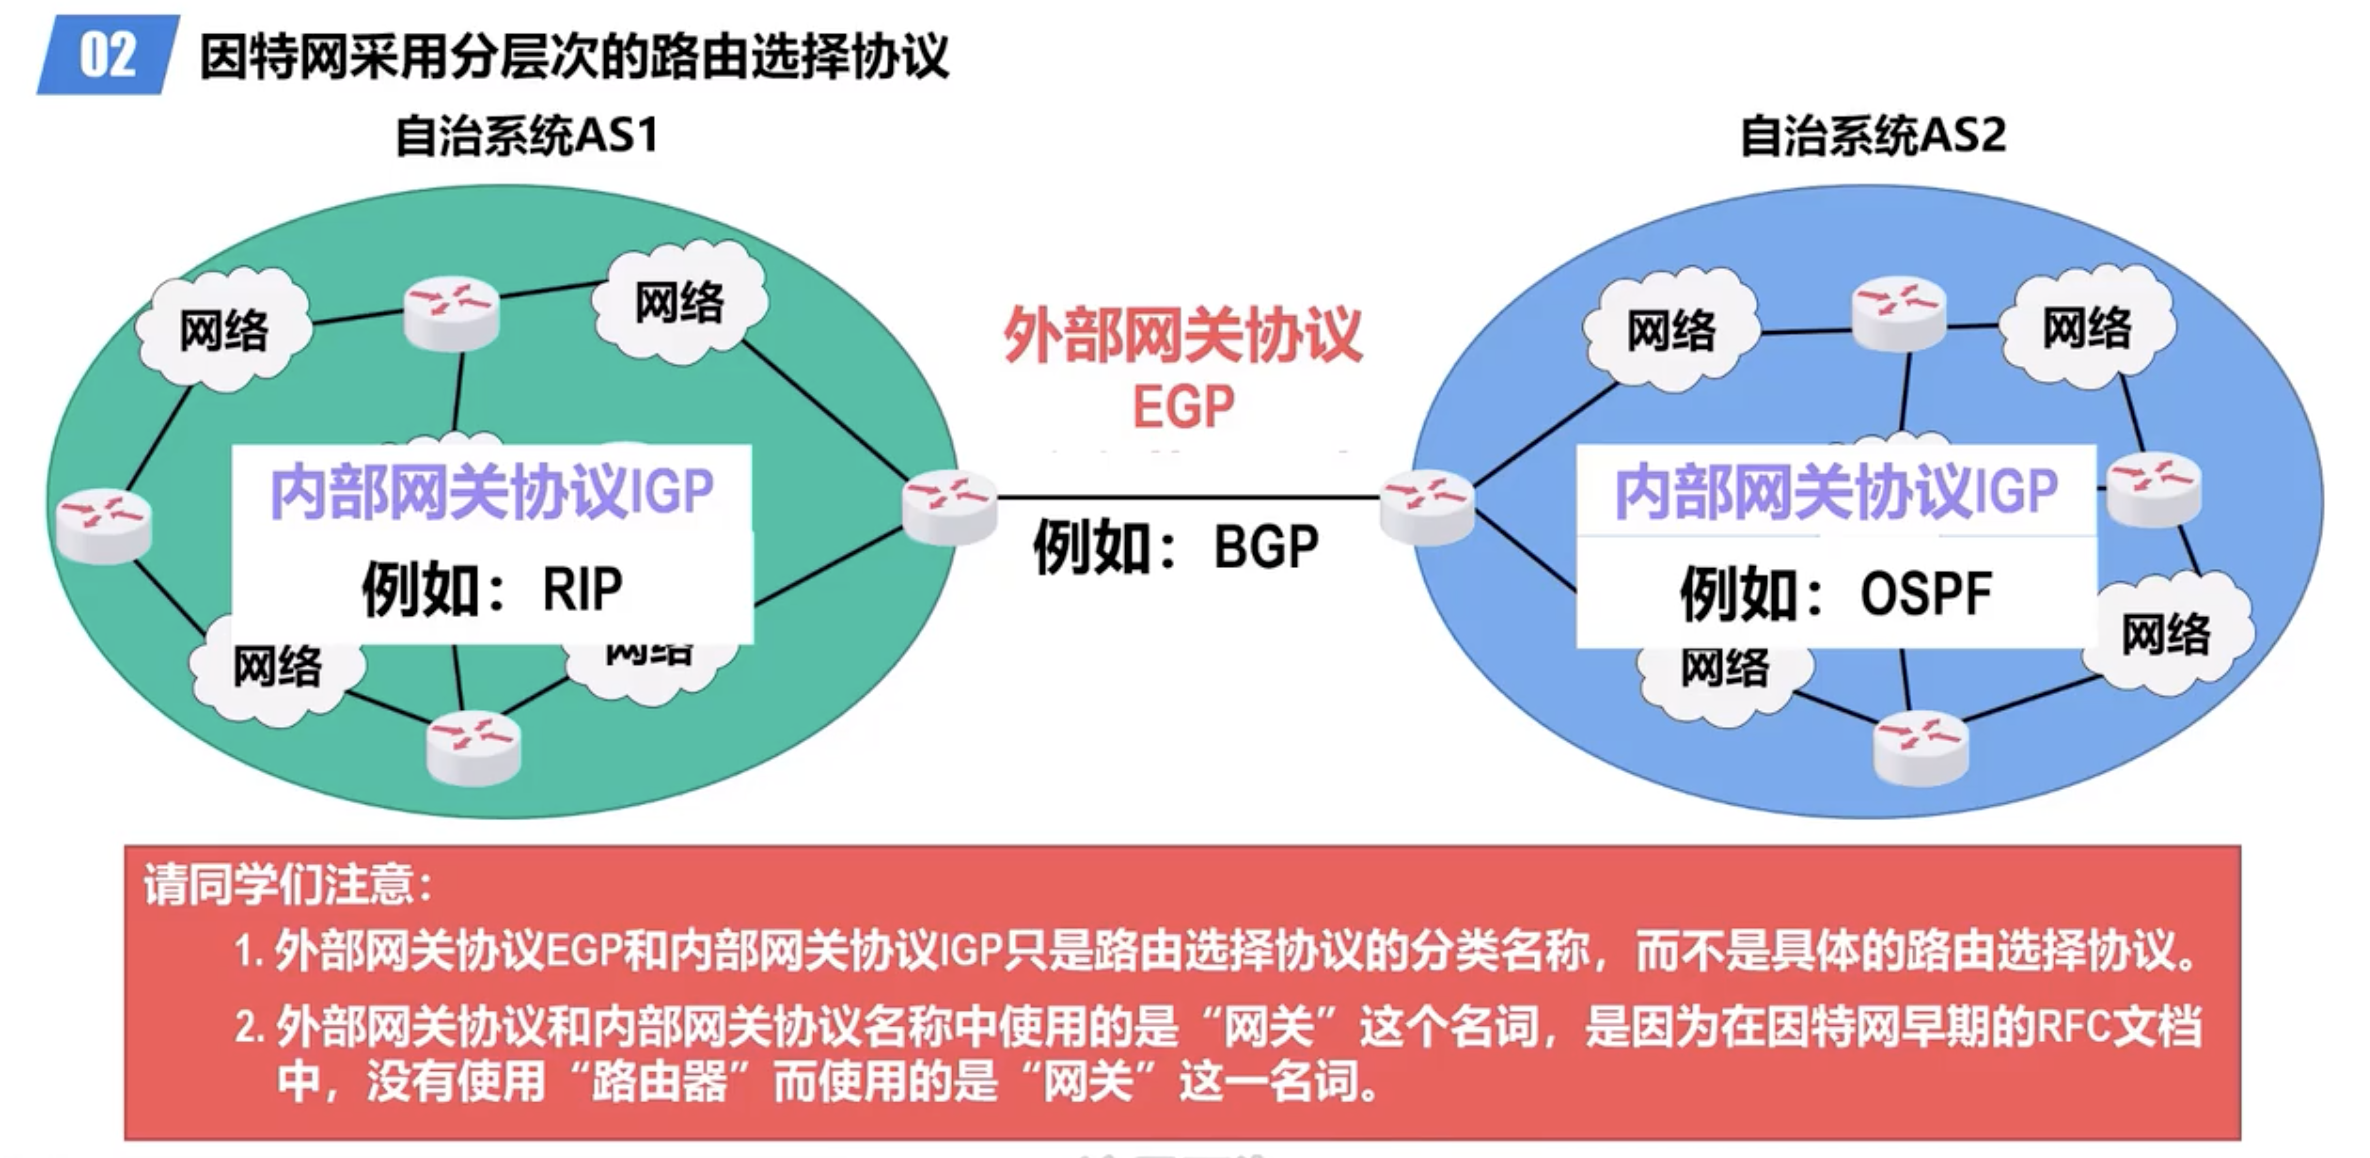 02 因特网采用分层次的路由选择协议
自治系统AS1
自治系统AS2
网络
网络
网络
网络
外部网关协议
EGP
内部网关协议IGP
例如：RIP
例如：BGP
内部网关协议IGP
例如：OSPF
网络
网络
网络
网络
请同学们注意：
1. 外部网关协议EGP和内部网关协议IGP只是路由选择协议的分类名称，而不是具体的路由选择协议。
2. 外部网关协议和内部网关协议名称中使用的是“网关”这个名词，是因为在因特网早期的RFC文档
中，没有使用“路由器”而使用的是“网关”这一名词。